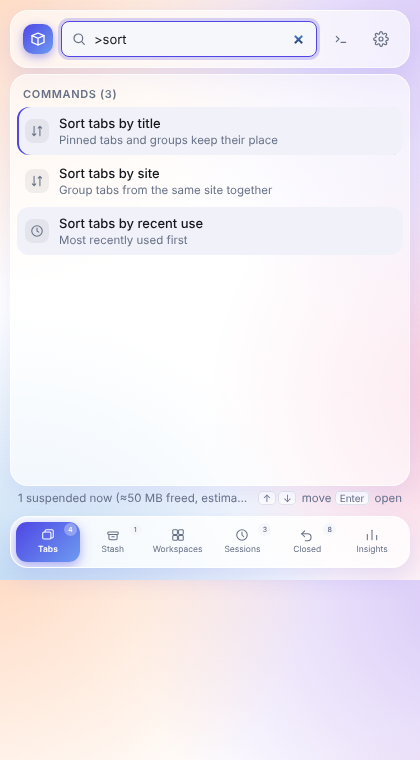 >sort
COMMANDS (3)
Sort tabs by title
Pinned tabs and groups keep their place
Sort tabs by site
Group tabs from the same site together
Sort tabs by recent use
Most recently used first
1 suspended now (≈50 MB freed, estima... ↑ ↓ move Enter open
4 1 3 8
Tabs Stash Workspaces Sessions Closed Insights